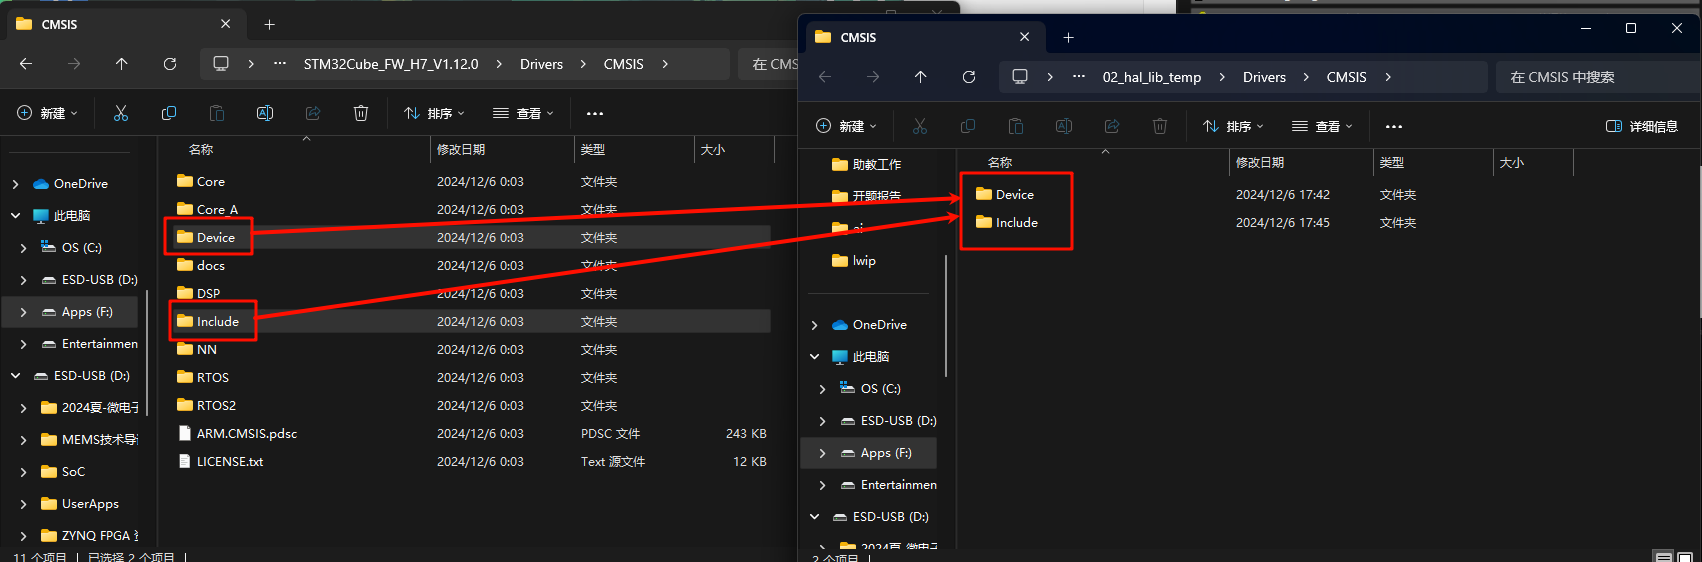 CMSIS
STM32Cube_FW_H7_V1.12.0 Drivers CMSIS 在 CMS
新建 排序 查看
名称 修改日期 类型 大小
OneDrive
此电脑
OS (C:)
ESD-USB (D:)
Apps (F:)
Entertainmen
ESD-USB (D:)
2024夏-微电子
MEMS技术导
SoC
UserApps
ZYNQ FPGA
Core 2024/12/6 0:03 文件夹
Core_A 2024/12/6 0:03 文件夹
Device 2024/12/6 0:03 文件夹
docs 2024/12/6 0:03 文件夹
DSP 2024/12/6 0:03 文件夹
Include 2024/12/6 0:03 文件夹
NN 2024/12/6 0:03 文件夹
RTOS 2024/12/6 0:03 文件夹
RTOS2 2024/12/6 0:03 文件夹
ARM.CMSIS.pdsc 2024/12/6 0:03 PDSC 文件 243 KB
LICENSE.txt 2024/12/6 0:03 Text 源文件 12 KB
11 个项目 已选择 2 个项目
CMSIS
02_hal_lib_temp Drivers CMSIS 在 CMSIS 中搜索
新建 排序 查看 详细信息
名称 修改日期 类型 大小
助教工作
开题报告
lwip
OneDrive
此电脑
OS (C:)
ESD-USB (D:)
Apps (F:)
Entertainmen
ESD-USB (D:)
2024夏-微电子
Device 2024/12/6 17:42 文件夹
Include 2024/12/6 17:45 文件夹
2 个项目